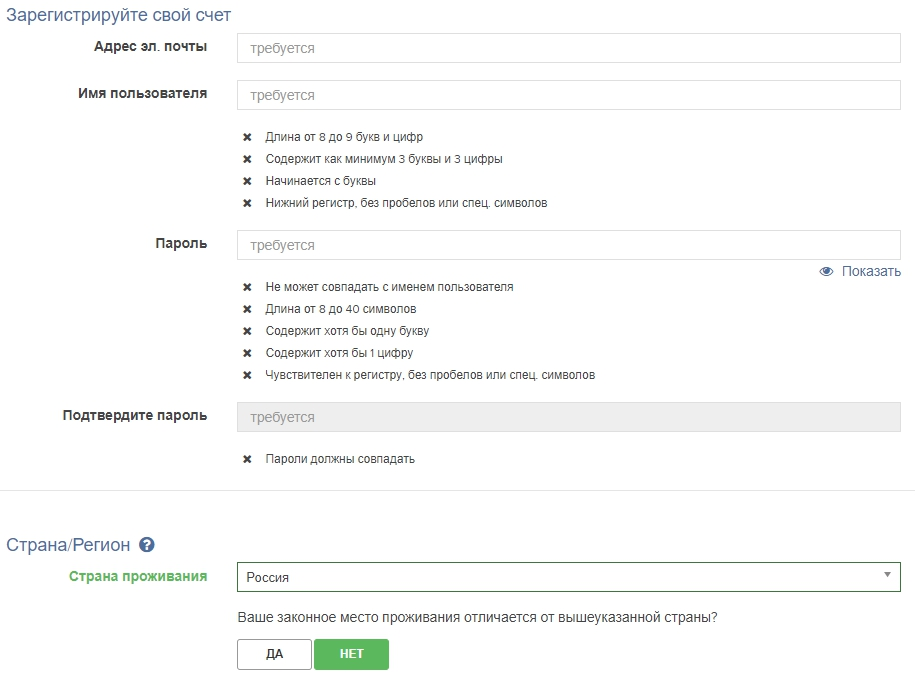 Зарегистрируйте свой счет
Адрес эл. почты требуется
Имя пользователя требуется
Длина от 8 до 9 букв и цифр
Содержит как минимум 3 буквы и 3 цифры
Начинается с буквы
Нижний регистр, без пробелов или спец. символов
Пароль требуется
Показать
Не может совпадать с именем пользователя
Длина от 8 до 40 символов
Содержит хотя бы одну букву
Содержит хотя бы 1 цифру
Чувствителен к регистру, без пробелов или спец. символов
Подтвердите пароль требуется
Пароли должны совпадать
Страна/Регион ?
Страна проживания Россия
Ваше законное место проживания отличается от вышеуказанной страны?
ДА НЕТ